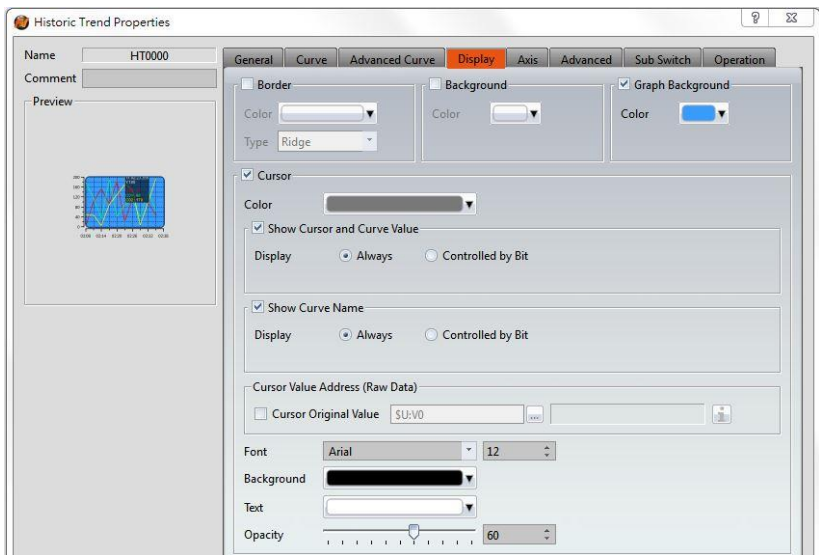 Historic Trend Properties
Name HT0000
Comment
Preview
General Curve Advanced Curve Display Axis Advanced Sub Switch Operation
Border
Color
Type Ridge
Background
Color
Graph Background
Color
Cursor
Color
Show Cursor and Curve Value
Display Always Controlled by Bit
Show Curve Name
Display Always Controlled by Bit
Cursor Value Address (Raw Data)
Cursor Original Value $U:V0 ...
Font Arial 12
Background
Text
Opacity 60